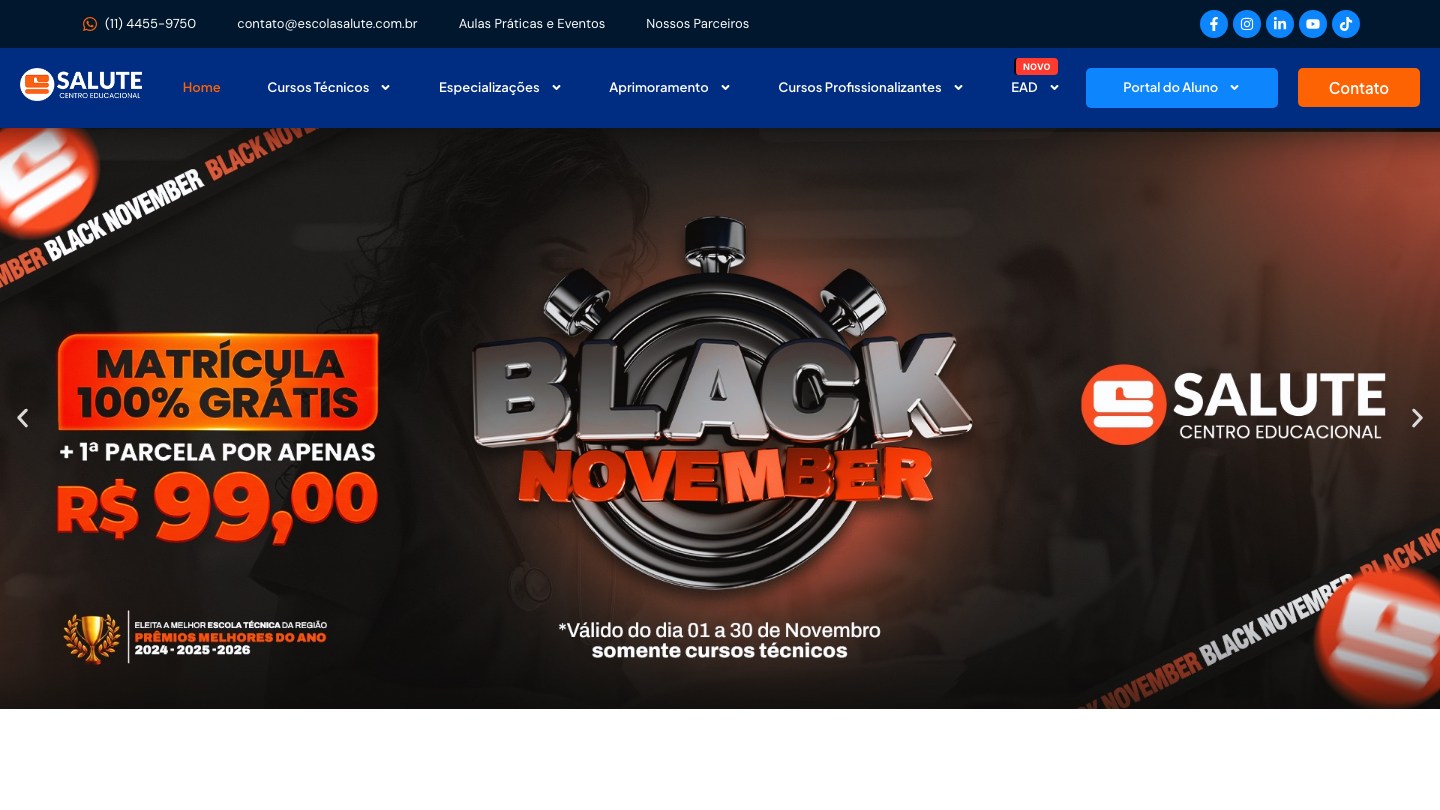 (11) 4455-9750
contato@escolasalute.com.br
Aulas Práticas e Eventos
Nossos Parceiros
SALUTE
CENTRO EDUCACIONAL
Home
Cursos Técnicos
Especializações
Aprimoramento
Cursos Profissionalizantes
NOVO
EAD
Portal do Aluno
Contato
MBER BLACK NOVEMBER BLACK NOVE
MATRÍCULA
100% GRÁTIS
+ 1ª PARCELA POR APENAS
R$ 99,00
ELEITA A MELHOR ESCOLA TÉCNICA DA REGIÃO
PRÊMIOS MELHORES DO ANO
2024 - 2025 -2026
BLACK
NOVEMBER
*Válido do dia 01 a 30 de Novembro
somente cursos técnicos
SALUTE
CENTRO EDUCACIONAL
K NOVEMBER BLACK NOVEMBER BLACK NO